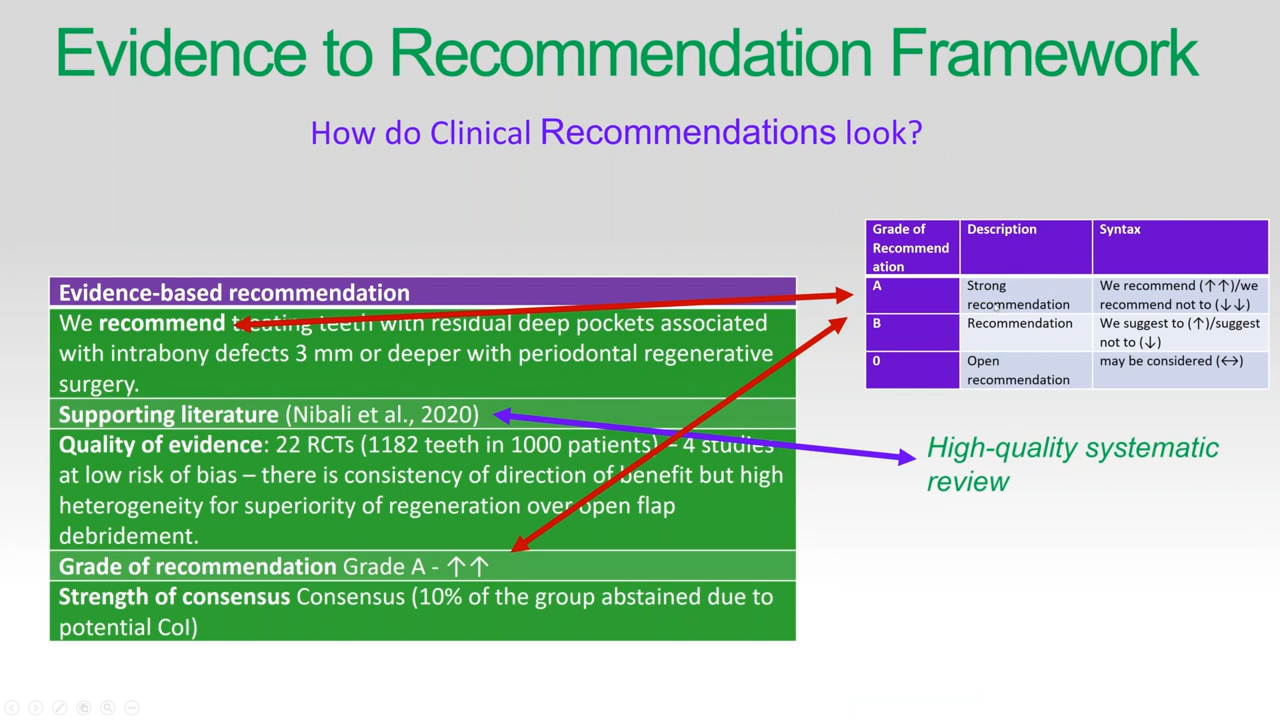 Evidence to Recommendation Framework
How do Clinical Recommendations look?
Evidence-based recommendation
We recommend treating teeth with residual deep pockets associated
with intrabony defects 3 mm or deeper with periodontal regenerative
surgery.
Supporting literature (Nibali et al., 2020)
Quality of evidence: 22 RCTs (1182 teeth in 1000 patients) – 4 studies
at low risk of bias – there is consistency of direction of benefit but high
heterogeneity for superiority of regeneration over open flap
debridement.
Grade of recommendation Grade A - ↑↑
Strength of consensus Consensus (10% of the group abstained due to
potential CoI)
Grade of
Recommend
ation
Description
Syntax
A
Strong
recommendation
We recommend (↑↑)/we
recommend not to (↓↓)
B
Recommendation
We suggest to (↑)/suggest
not to (↓)
0
Open
recommendation
may be considered (↔)
High-quality systematic
review